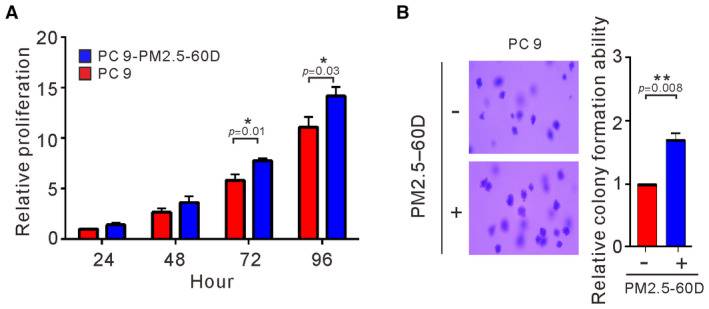 A
Relative proliferation
20
15
10
5
0
PC 9-PM2.5-60D
PC 9
*
p=0.01
*
p=0.03
24 48 72 96
Hour
B
PC 9
PM2.5–60D
-
+
Relative colony formation ability
3
2
1
0
**
p=0.008
- +
PM2.5-60D